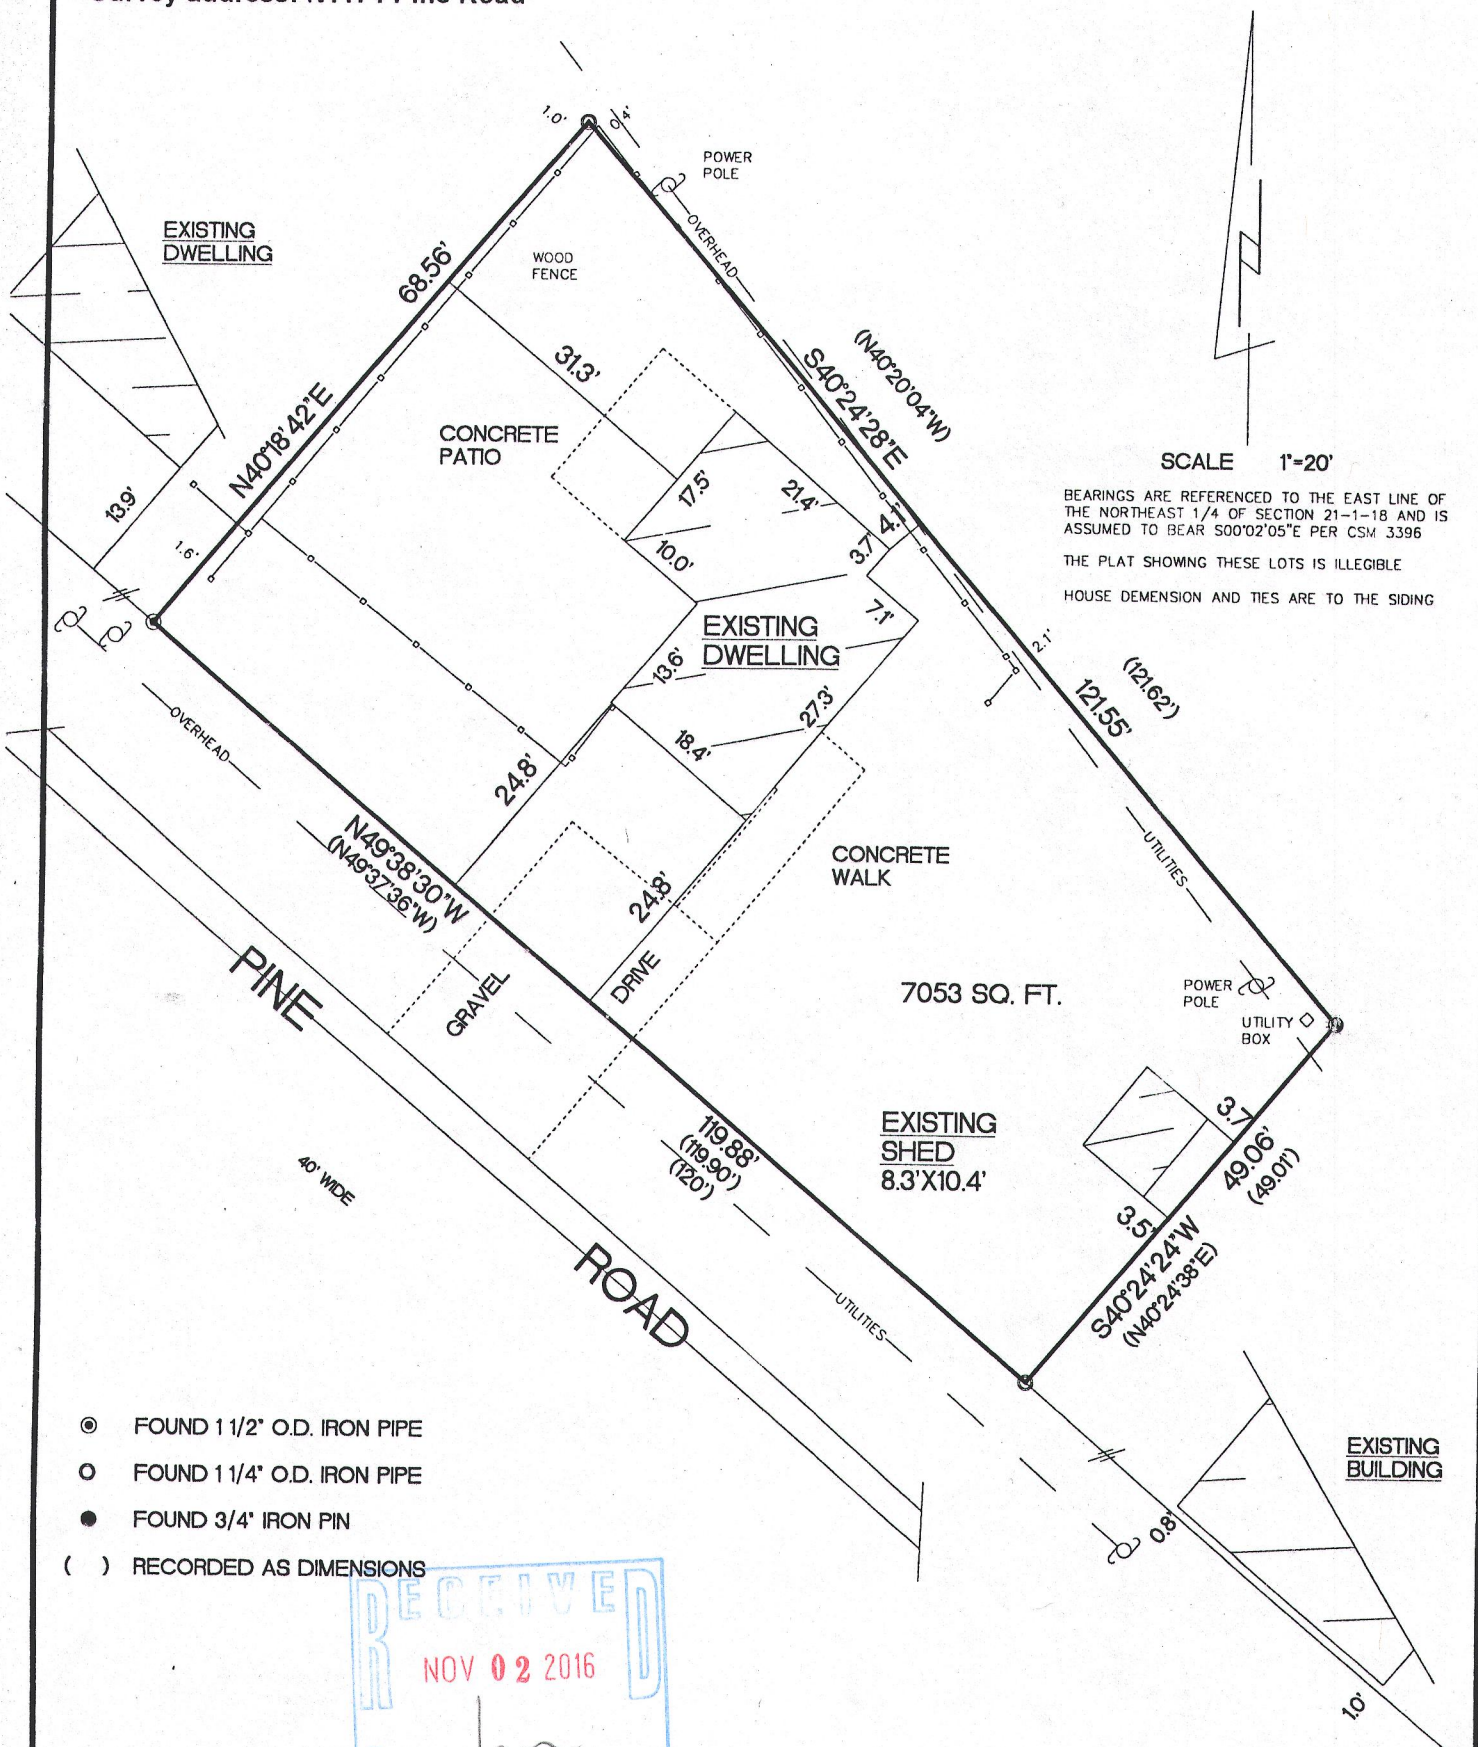 1.0'
0.4'
POWER
POLE
OVERHEAD
EXISTING
DWELLING
68.56'
WOOD
FENCE
31.3'
(N40°20'04"W)
S40°24'28"E
N40°18'42"E
CONCRETE
PATIO
SCALE 1"=20'
BEARINGS ARE REFERENCED TO THE EAST LINE OF
THE NORTHEAST 1/4 OF SECTION 21-1-18 AND IS
ASSUMED TO BEAR S00°02'05"E PER CSM 3396
THE PLAT SHOWING THESE LOTS IS ILLEGIBLE
HOUSE DEMENSION AND TIES ARE TO THE SIDING
13.9'
1.6'
17.5'
21.4'
4.1'
3.7'
10.0'
7.1'
EXISTING
DWELLING
13.6'
27.3'
2.1'
(121.62')
121.55'
OVERHEAD
18.4'
24.8'
N49°38'30"W
(N49°37'36"W)
CONCRETE
WALK
UTILITIES
24.8'
PINE
GRAVEL
DRIVE
7053 SQ. FT.
POWER
POLE
UTILITY
BOX
40' WIDE
119.88'
(119.90')
(120')
EXISTING
SHED
8.3'X10.4'
3.7'
49.06'
(49.01')
3.5'
S40°24'24"W
(N40°24'38"E)
ROAD
UTILITIES
FOUND 1 1/2" O.D. IRON PIPE
FOUND 1 1/4" O.D. IRON PIPE
FOUND 3/4" IRON PIN
( ) RECORDED AS DIMENSIONS
EXISTING
BUILDING
0.8'
1.0'
RECEIVED
NOV 02 2016